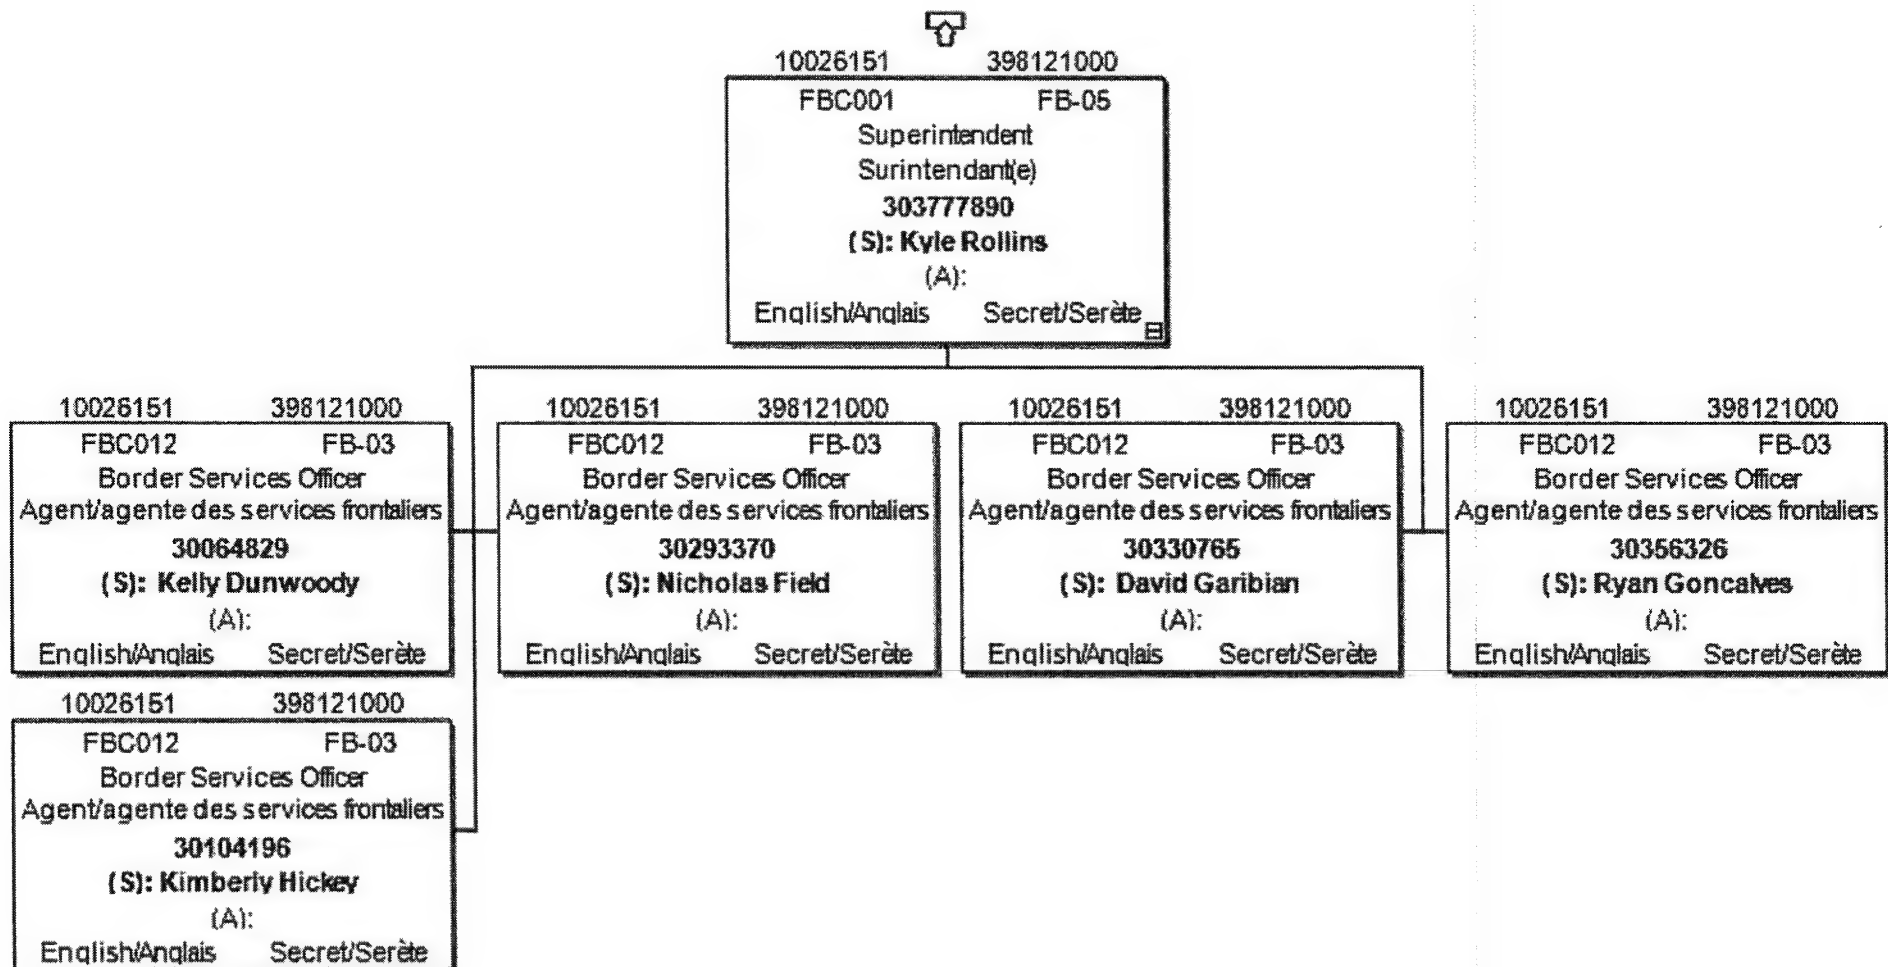 10026151 398121000
FBC001 FB-05
Superintendent
Surintendant(e)
303777890
(S): Kyle Rollins
(A):
English/Anglais Secret/Serète
10026151 398121000
FBC012 FB-03
Border Services Officer
Agent/agente des services frontaliers
30064829
(S): Kelly Dunwoody
(A):
English/Anglais Secret/Serète
10026151 398121000
FBC012 FB-03
Border Services Officer
Agent/agente des services frontaliers
30293370
(S): Nicholas Field
(A):
English/Anglais Secret/Serète
10026151 398121000
FBC012 FB-03
Border Services Officer
Agent/agente des services frontaliers
30330765
(S): David Garibian
(A):
English/Anglais Secret/Serète
10026151 398121000
FBC012 FB-03
Border Services Officer
Agent/agente des services frontaliers
30356326
(S): Ryan Goncalves
(A):
English/Anglais Secret/Serète
10026151 398121000
FBC012 FB-03
Border Services Officer
Agent/agente des services frontaliers
30104196
(S): Kimberly Hickey
(A):
English/Anglais Secret/Serète